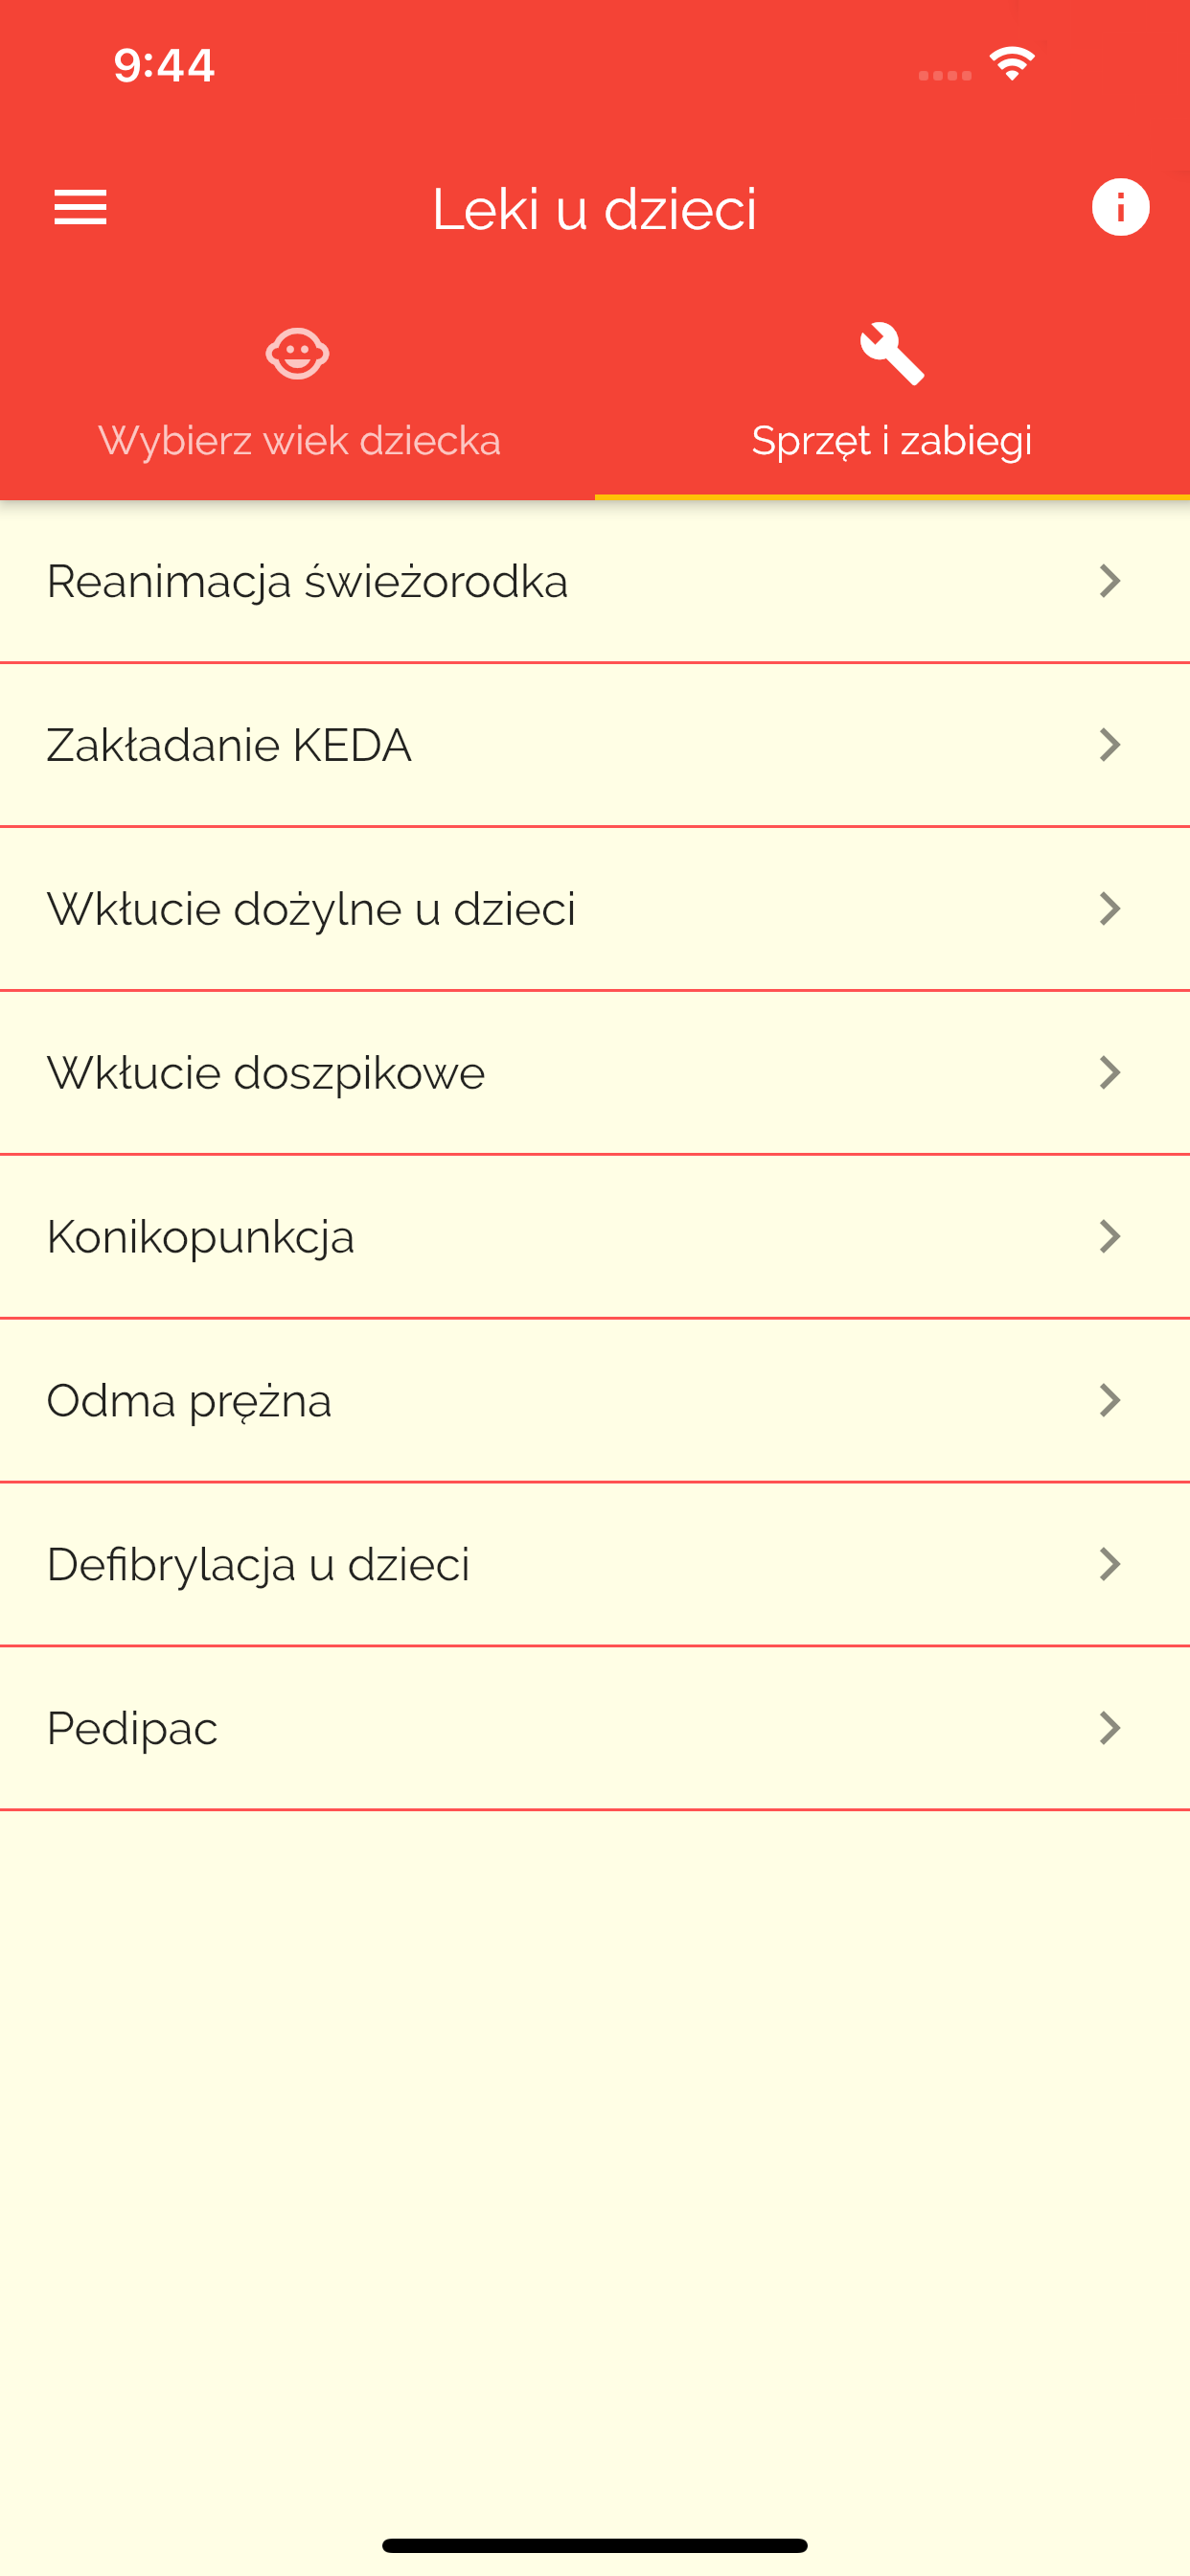 9:44
Leki u dzieci
Wybierz wiek dziecka
Sprzęt i zabiegi
Reanimacja świeżorodka
Zakładanie KEDA
Wkłucie dożylne u dzieci
Wkłucie doszpikowe
Konikopunkcja
Odma prężna
Defibrylacja u dzieci
Pedipac